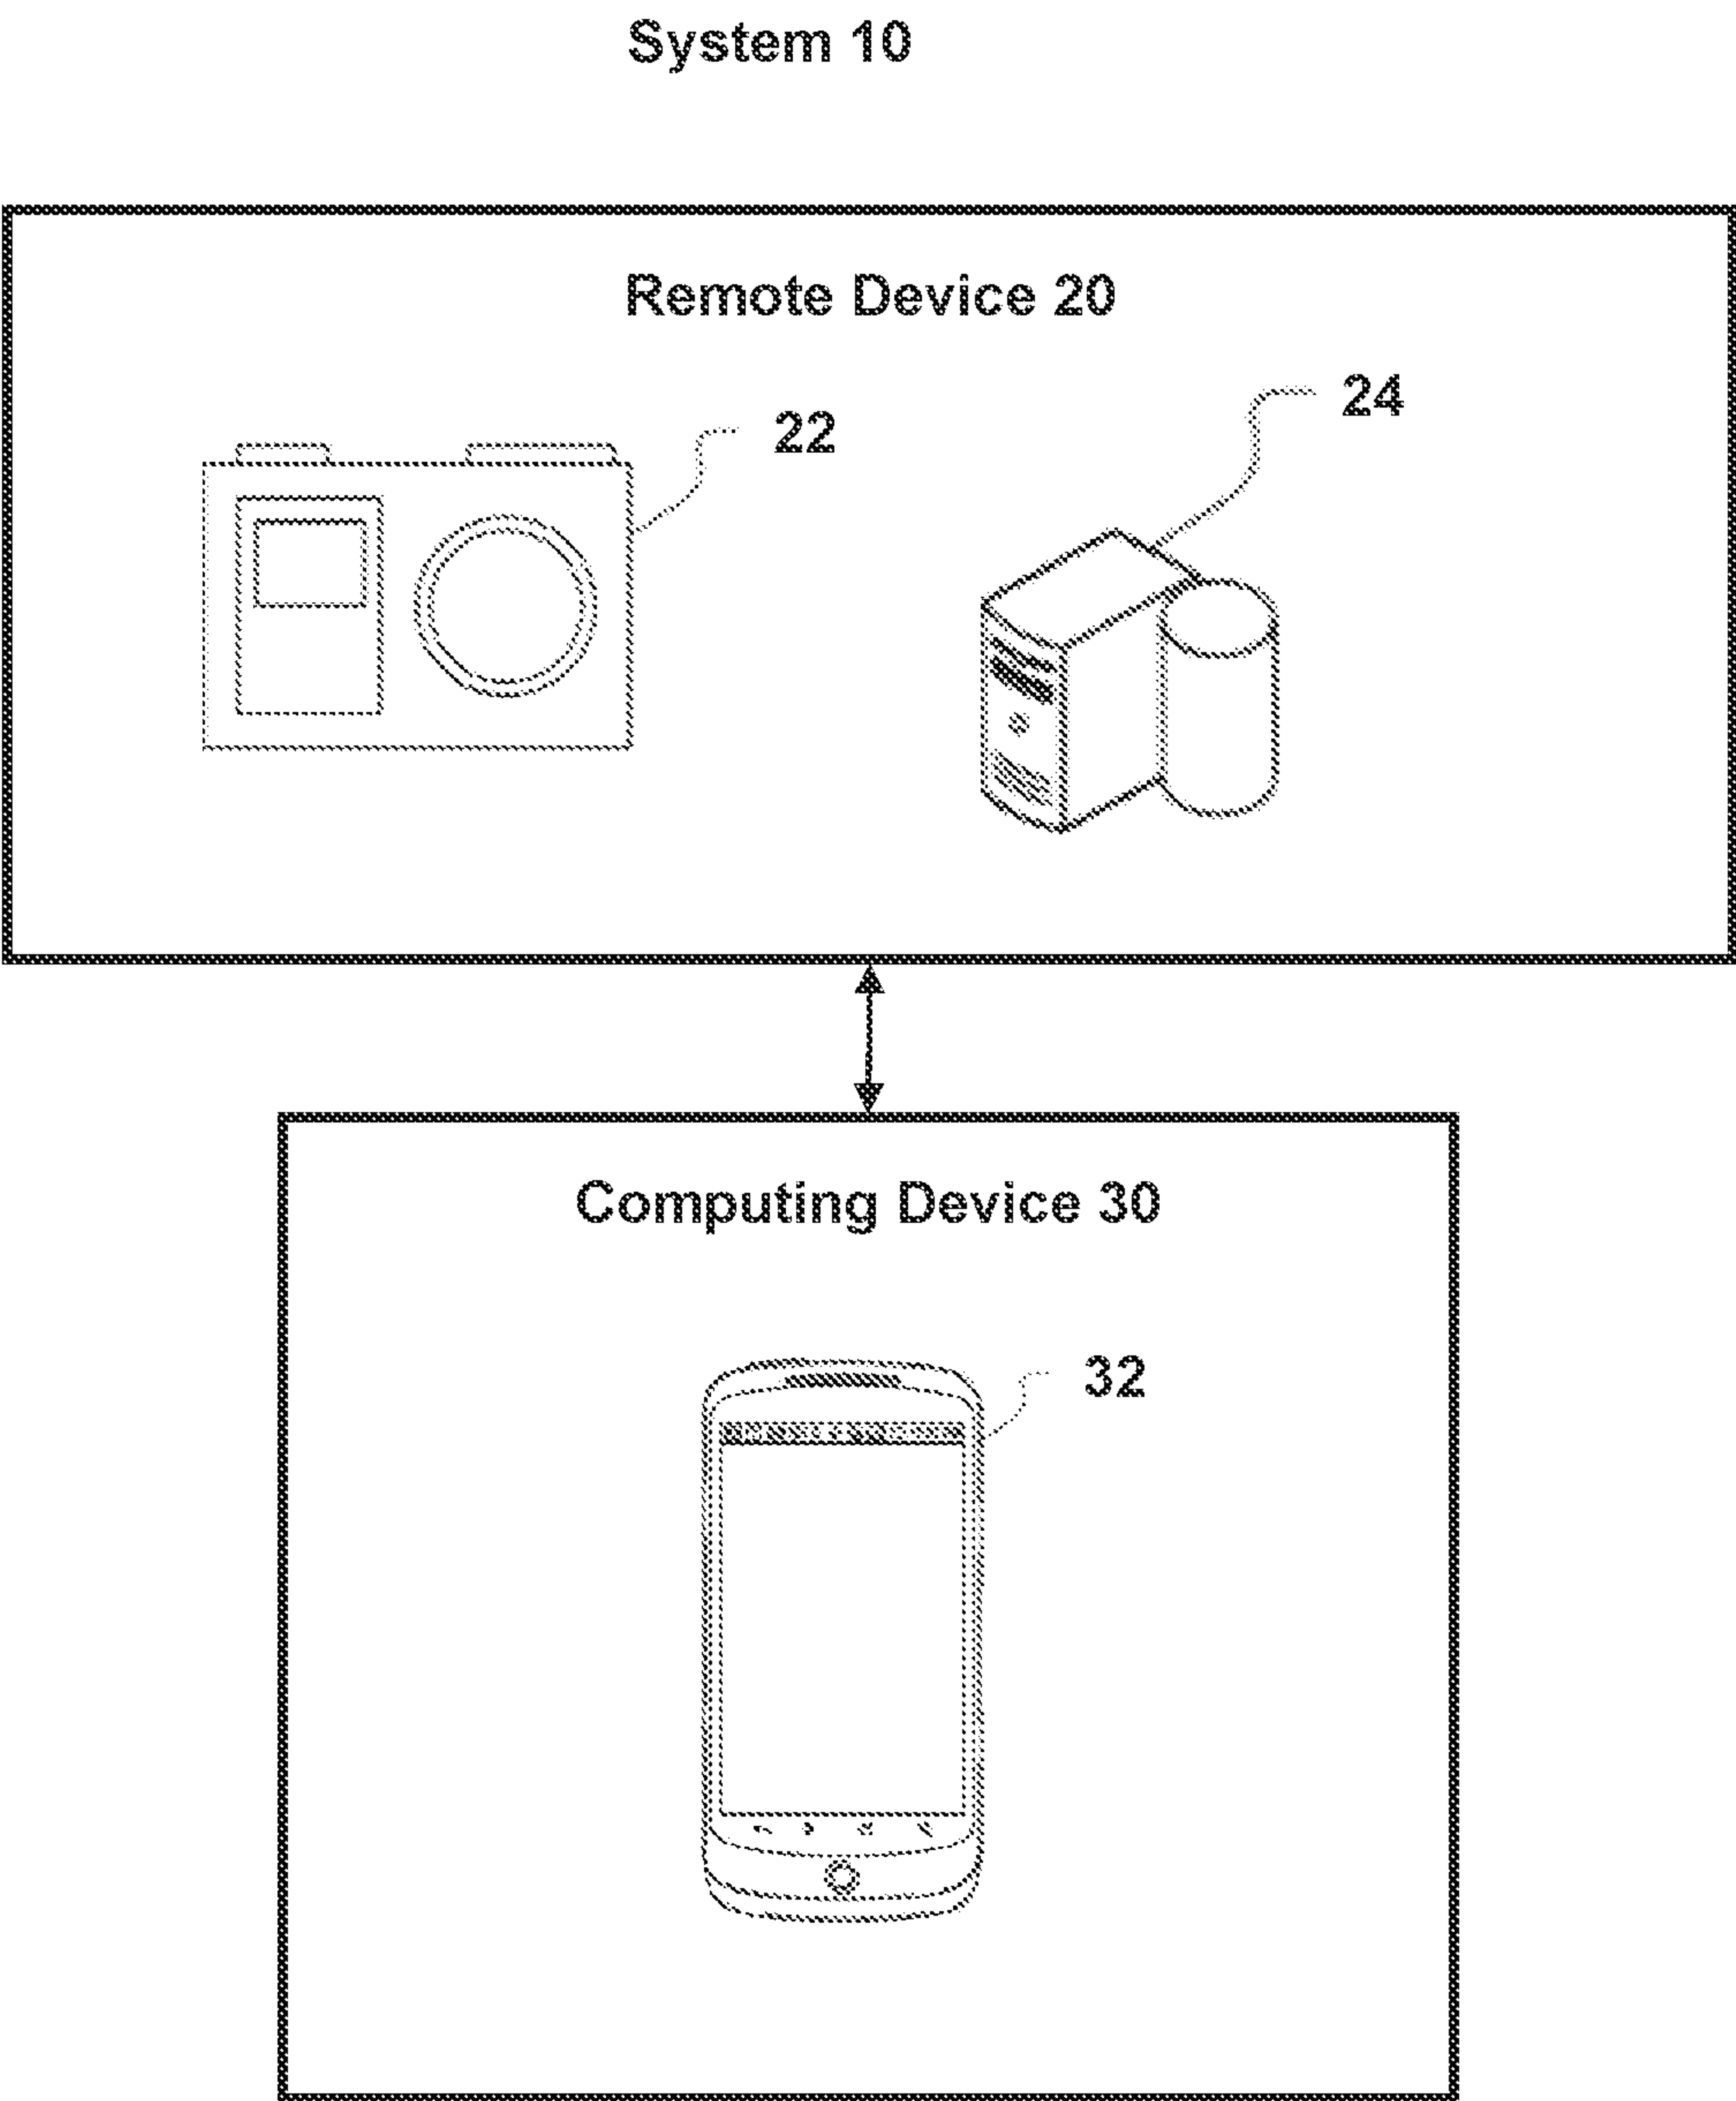 System 10
Remote Device 20
24
22
Computing Device 30
32